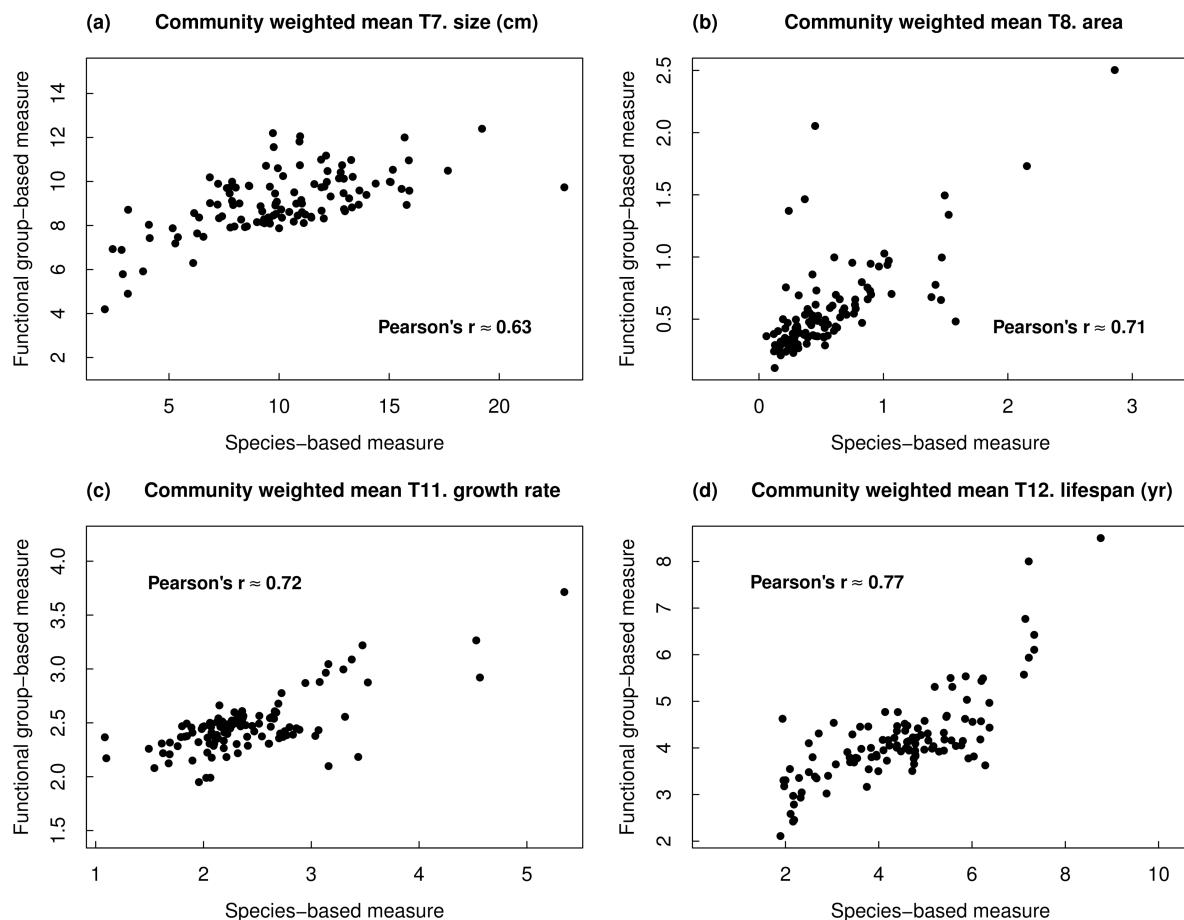 (a) Community weighted mean T7. size (cm)
Functional group−based measure
14
12
10
8
6
4
2
Pearson's r ≈ 0.63
5 10 15 20
Species−based measure
(b) Community weighted mean T8. area
Functional group−based measure
2.5
2.0
1.5
1.0
0.5
Pearson's r ≈ 0.71
0 1 2 3
Species−based measure
(c) Community weighted mean T11. growth rate
Functional group−based measure
4.0
3.5
3.0
2.5
2.0
1.5
Pearson's r ≈ 0.72
1 2 3 4 5
Species−based measure
(d) Community weighted mean T12. lifespan (yr)
Functional group−based measure
8
7
6
5
4
3
2
Pearson's r ≈ 0.77
2 4 6 8 10
Species−based measure